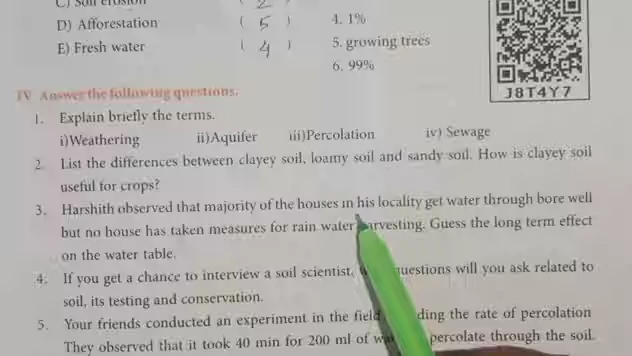 C) Soil erosion ( 2 )
D) Afforestation ( 5 ) 4. 1%
E) Fresh water ( 4 ) 5. growing trees
6. 99%
J8T4Y7
IV Answer the following questions.
1. Explain briefly the terms.
i)Weathering ii)Aquifer iii)Percolation iv) Sewage
2. List the differences between clayey soil, loamy soil and sandy soil. How is clayey soil
useful for crops?
3. Harshith observed that majority of the houses in his locality get water through bore well
but no house has taken measures for rain water harvesting. Guess the long term effect
on the water table.
4. If you get a chance to interview a soil scientist, questions will you ask related to
soil, its testing and conservation.
5. Your friends conducted an experiment in the field the rate of percolation
They observed that it took 40 min for 200 ml of percolate through the soil.